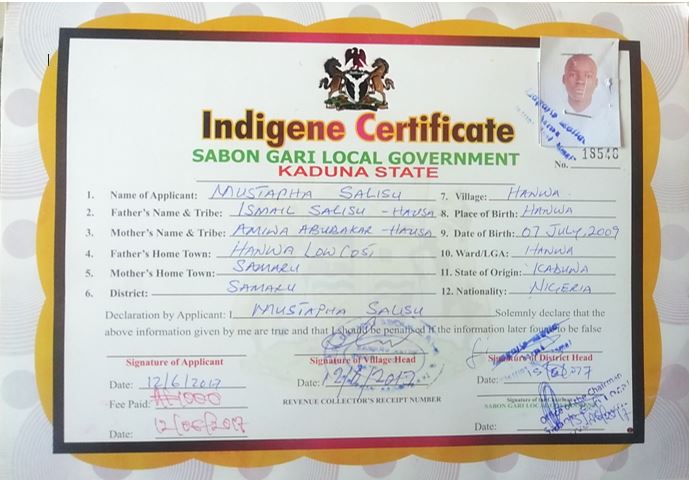 Indigene Certificate
SABON GARI LOCAL GOVERNMENT
KADUNA STATE
No. 18540
1. Name of Applicant: MUSTAPHA SALISU
7. Village: HANWA
2. Father's Name & Tribe: ISMAIL SALISU - HAUSA
8. Place of Birth: HANWA
3. Mother's Name & Tribe: AMINA ABUBAKAR - HAUSA
9. Date of Birth: 07 JULY, 2009
4. Father's Home Town: HANWA LOWCOST
10. Ward/LGA: HANWA
5. Mother's Home Town: SAMARU
11. State of Origin: KADUNA
6. District: SAMARU
12. Nationality: NIGERIA
Declaration by Applicant: I MUSTAPHA SALISU Solemnly declare that the
above information given by me are true and that I should be penalised if the information later found to be false
Signature of Applicant
Signature of Village Head
Signature of District Head
Date: 12/6/2017
Date: 12/6/2017
Date:
Fee Paid: ₦1000
REVENUE COLLECTOR'S RECEIPT NUMBER
SABON GARI LOCAL
Office of the Chairman
Date: 12/06/2017
Date: